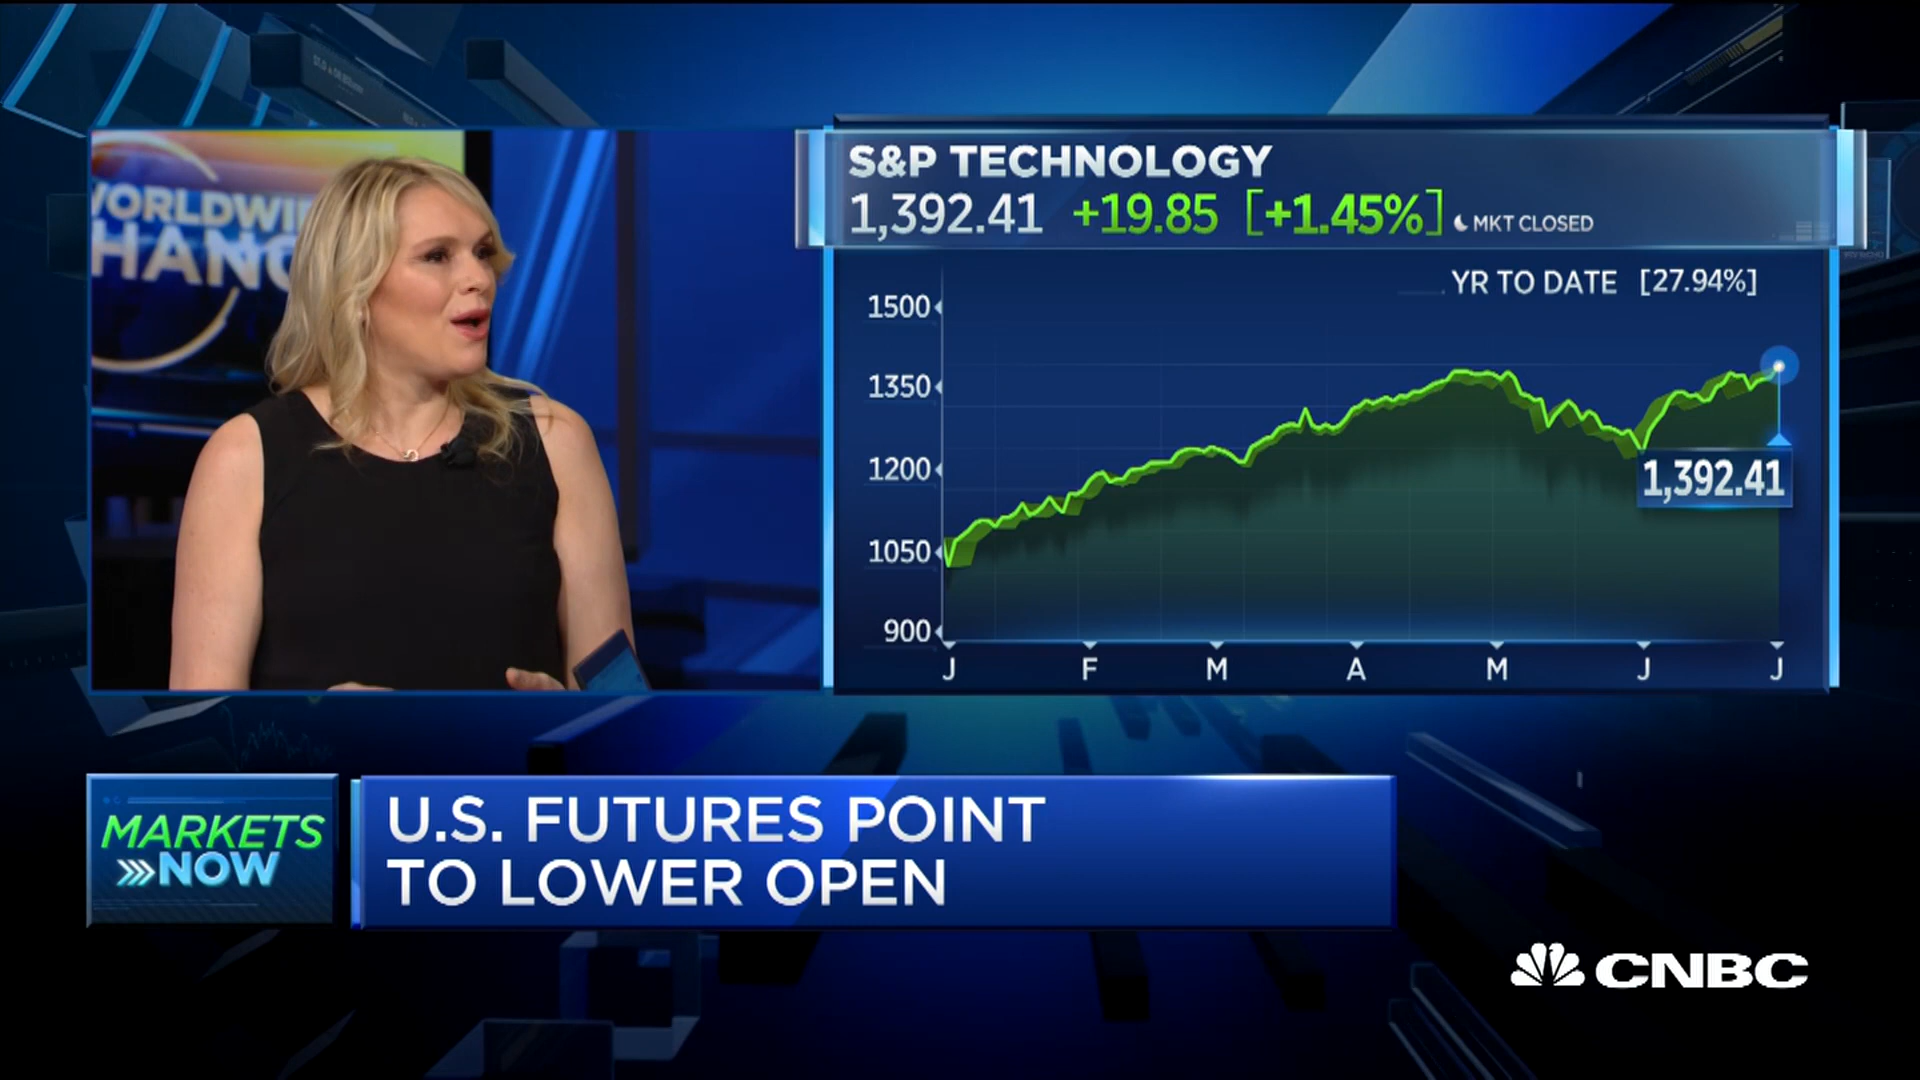 S&P TECHNOLOGY
1,392.41 +19.85 [+1.45%] MKT CLOSED
YR TO DATE [27.94%]
1500
1350
1200
1050
900
1,392.41
J F M A M J J
MARKETS
NOW
U.S. FUTURES POINT
TO LOWER OPEN
CNBC